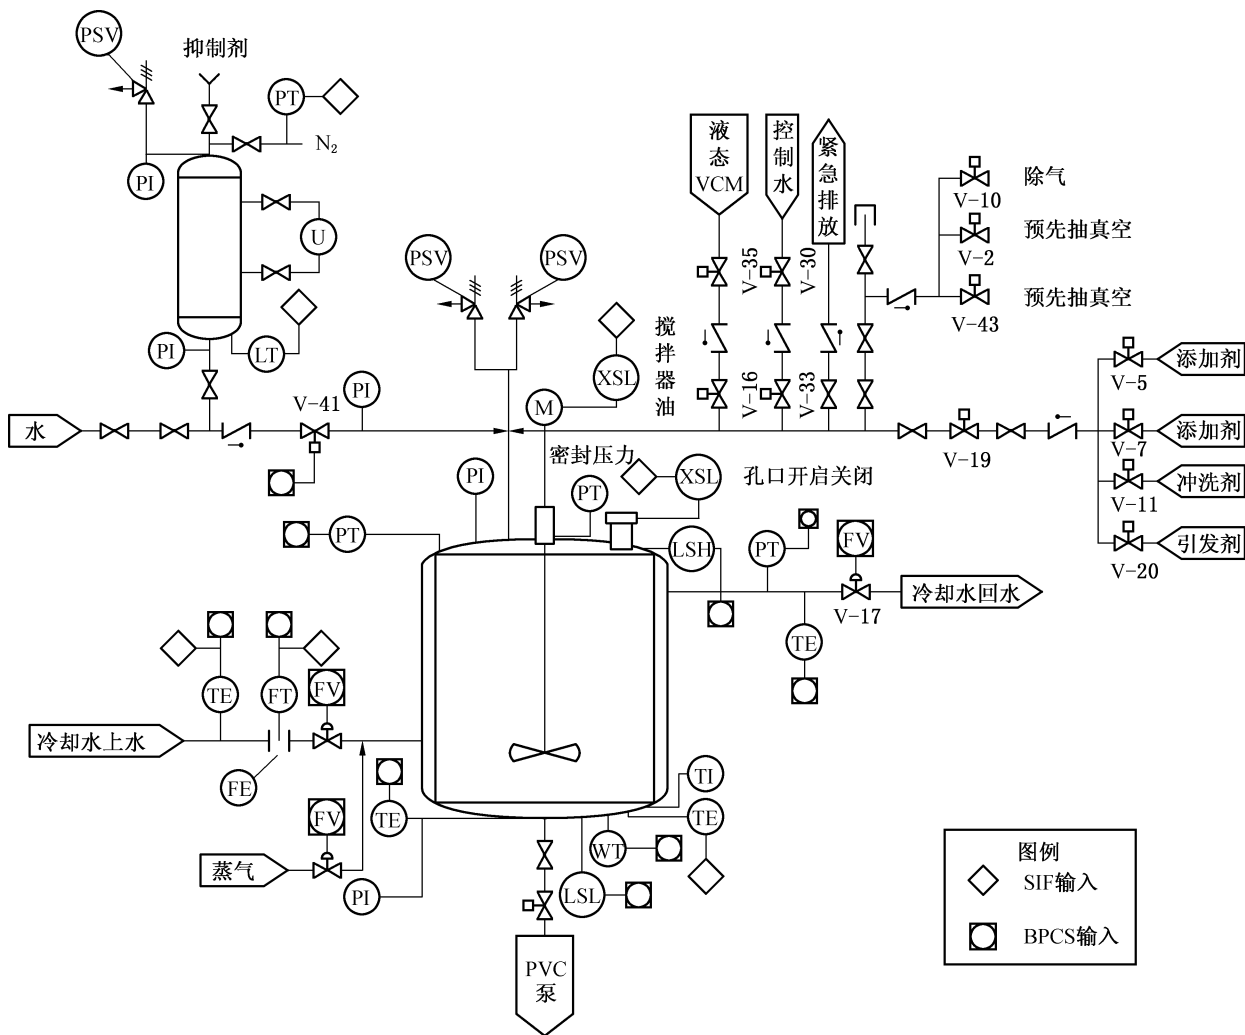 PSV
抑制剂
PT
N₂
PI
U
PI
LT
液态VCM
控制水
紧急排放
V-10
除气
V-2
预先抽真空
V-43
预先抽真空
V-35
V-30
PSV
PSV
XSL
搅拌器油
V-16
V-33
V-5
添加剂
水
V-41
PI
M
V-19
V-7
添加剂
密封压力
PI
PT
XSL
孔口开启关闭
V-11
冲洗剂
PT
LSH
PT
FV
V-20
引发剂
V-17
冷却水回水
TE
TE
FT
FV
冷却水上水
FE
TI
TE
TE
FV
WT
蒸气
PI
LSL
PVC
泵
图例
SIF输入
BPCS输入